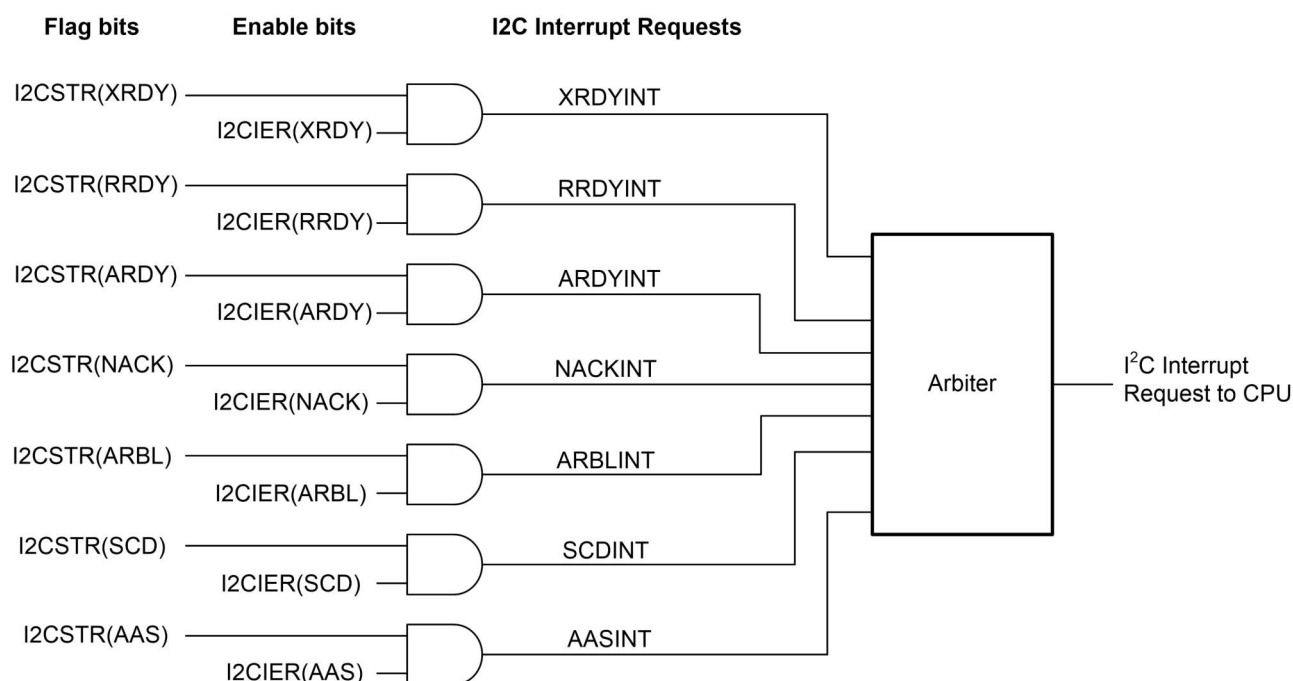 Flag bits Enable bits I2C Interrupt Requests
I2CSTR(XRDY)
XRDYINT
I2CIER(XRDY)
I2CSTR(RRDY)
RRDYINT
I2CIER(RRDY)
I2CSTR(ARDY)
ARDYINT
I2CIER(ARDY)
I2CSTR(NACK)
NACKINT
I2CIER(NACK)
Arbiter
I²C Interrupt
Request to CPU
I2CSTR(ARBL)
ARBLINT
I2CIER(ARBL)
I2CSTR(SCD)
SCDINT
I2CIER(SCD)
I2CSTR(AAS)
AASINT
I2CIER(AAS)